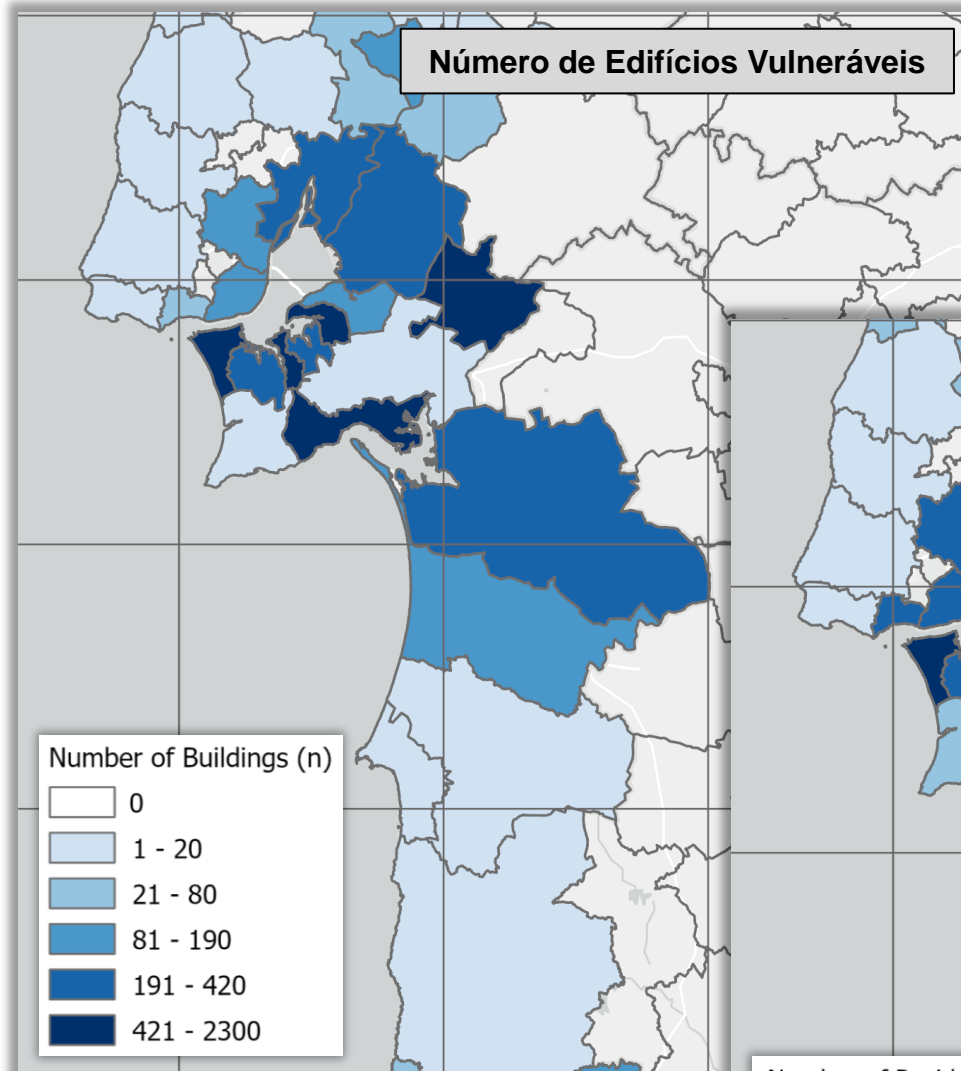 Número de Edifícios Vulneráveis
Number of Buildings (n)
0
1 - 20
21 - 80
81 - 190
191 - 420
421 - 2300